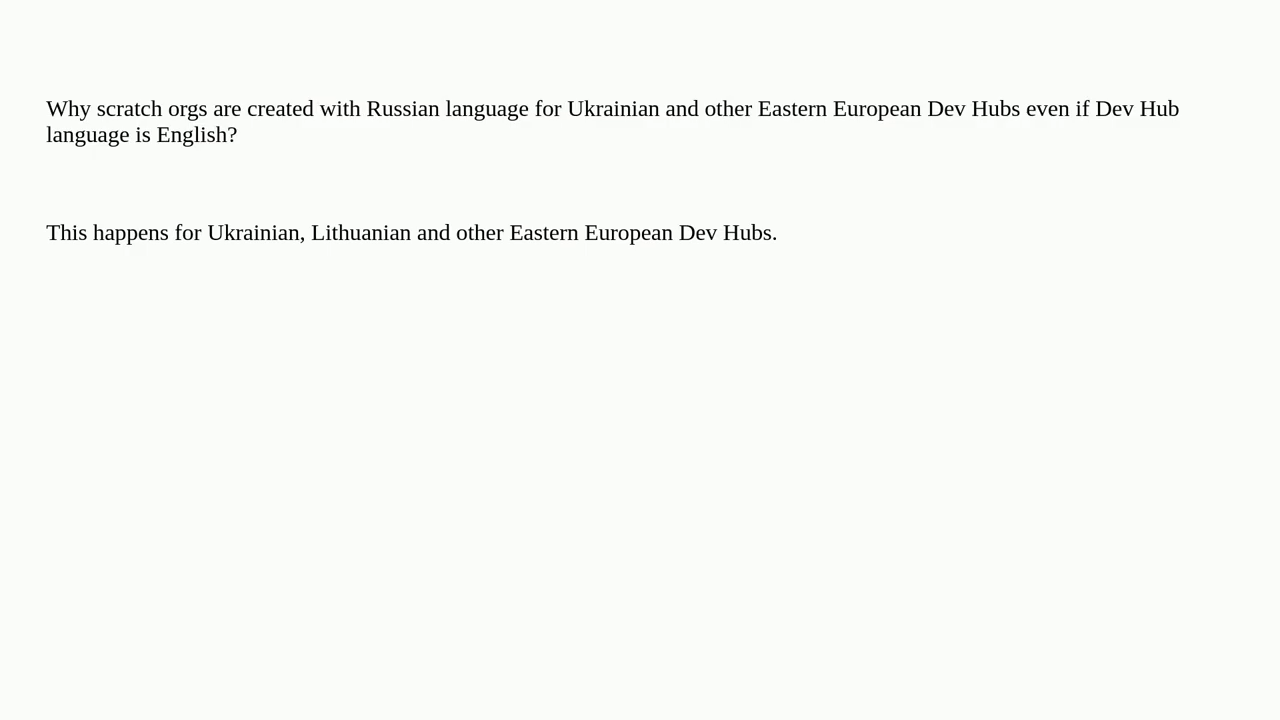 Why scratch orgs are created with Russian language for Ukrainian and other Eastern European Dev Hubs even if Dev Hub
language is English?
This happens for Ukrainian, Lithuanian and other Eastern European Dev Hubs.